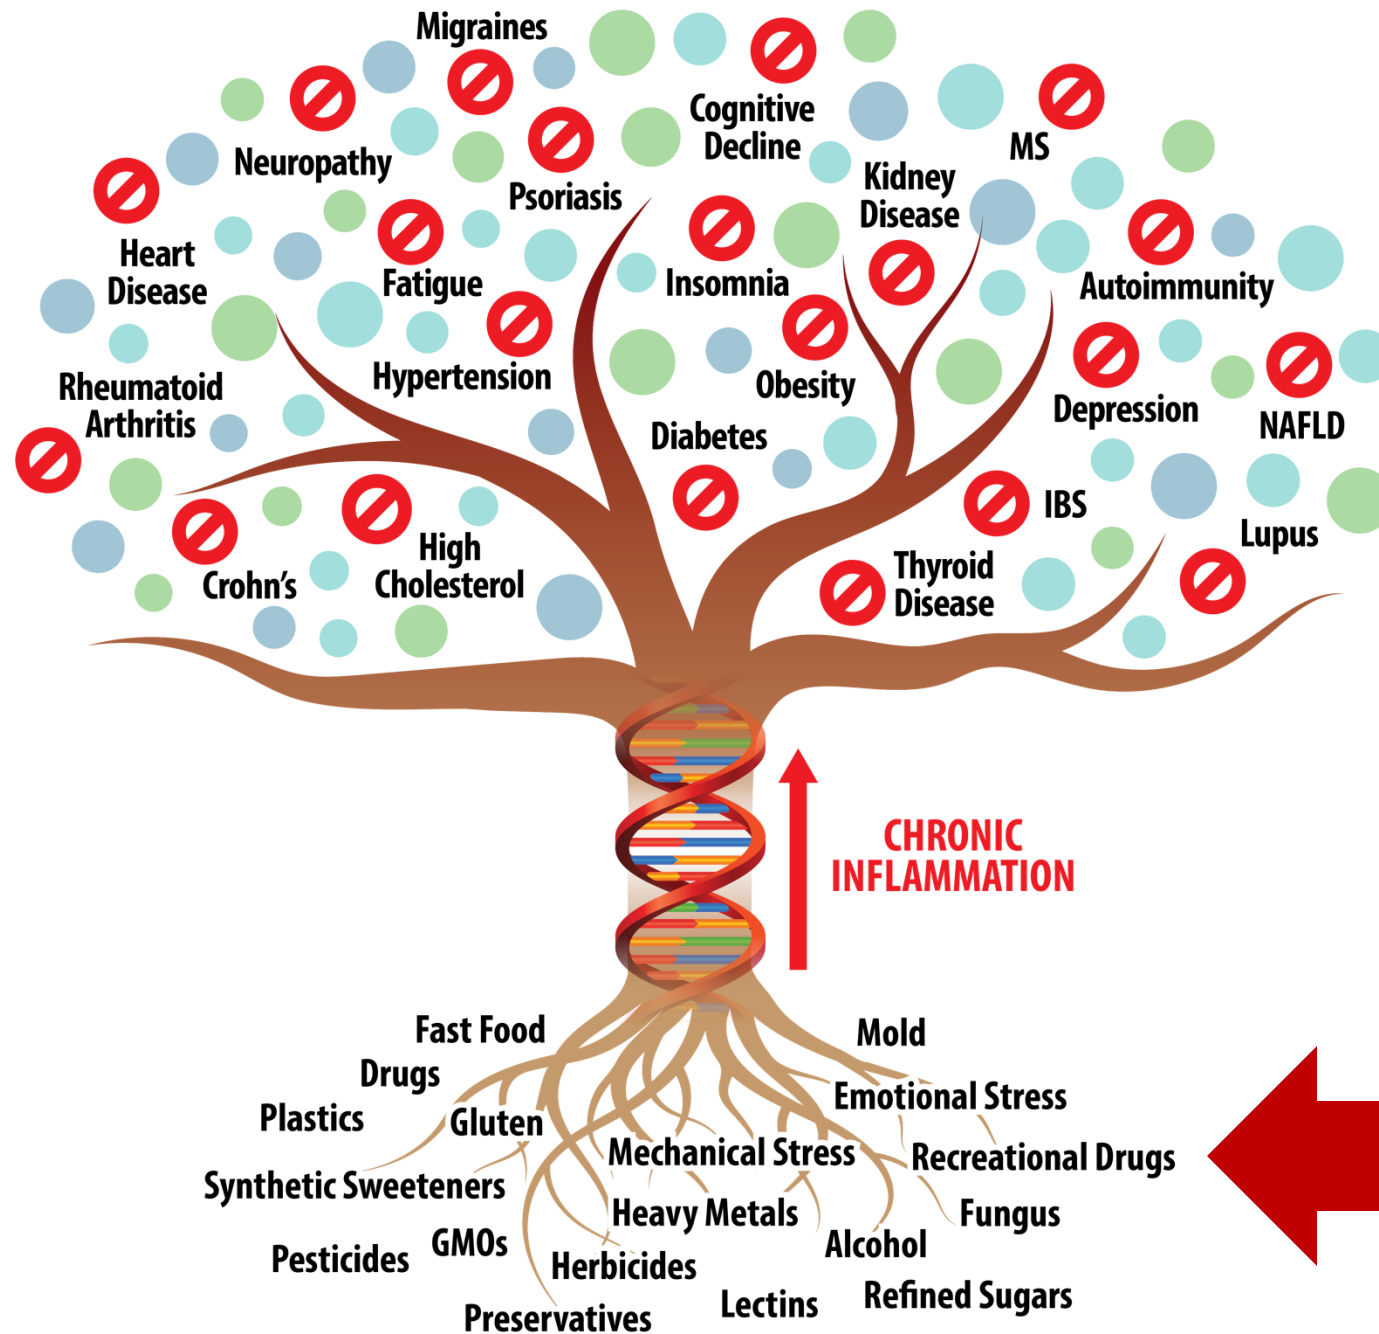 Migraines
Cognitive
Decline
MS
Neuropathy
Psoriasis
Kidney
Disease
Heart
Disease
Fatigue
Insomnia
Autoimmunity
Rheumatoid
Arthritis
Hypertension
Obesity
Depression
NAFLD
Diabetes
IBS
Lupus
Crohn's
High
Cholesterol
Thyroid
Disease
CHRONIC
INFLAMMATION
Fast Food
Mold
Drugs
Emotional Stress
Plastics
Gluten
Mechanical Stress
Recreational Drugs
Synthetic Sweeteners
Heavy Metals
Fungus
GMOs
Alcohol
Pesticides
Herbicides
Refined Sugars
Preservatives
Lectins